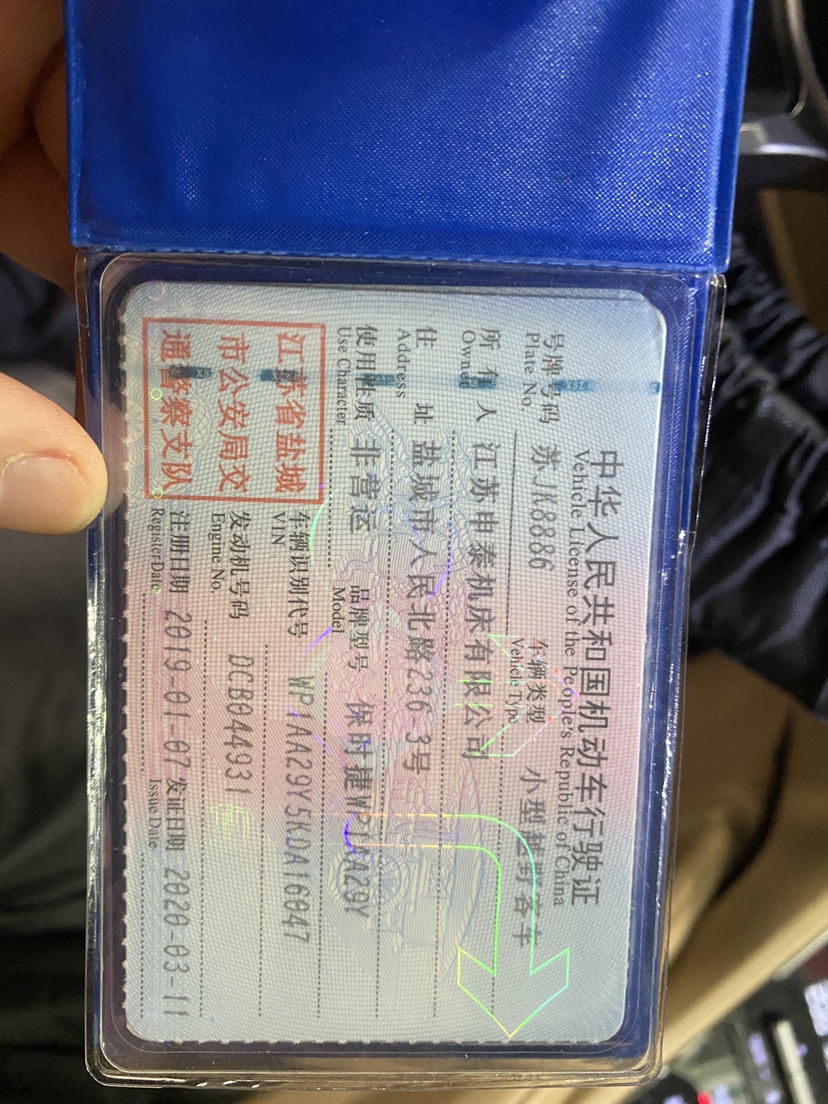 中华人民共和国机动车行驶证
Vehicle License of the People's Republic of China
号牌号码 苏JK8886 车辆类型 小型越野客车
Plate No. Vehicle Type
所有人 江苏申泰机床有限公司
Owner
住址 盐城市人民北路236-3号
Address
使用性质 非营运 品牌型号 保时捷WP1AA29Y
Use Character Model
江苏省盐城
市公安局交
通警察支队
车辆识别代号 WP1AA29Y5KDA16047
VIN
发动机号码 DCB044931
Engine No.
注册日期 2019-01-07 发证日期 2020-03-11
Register Date Issue Date